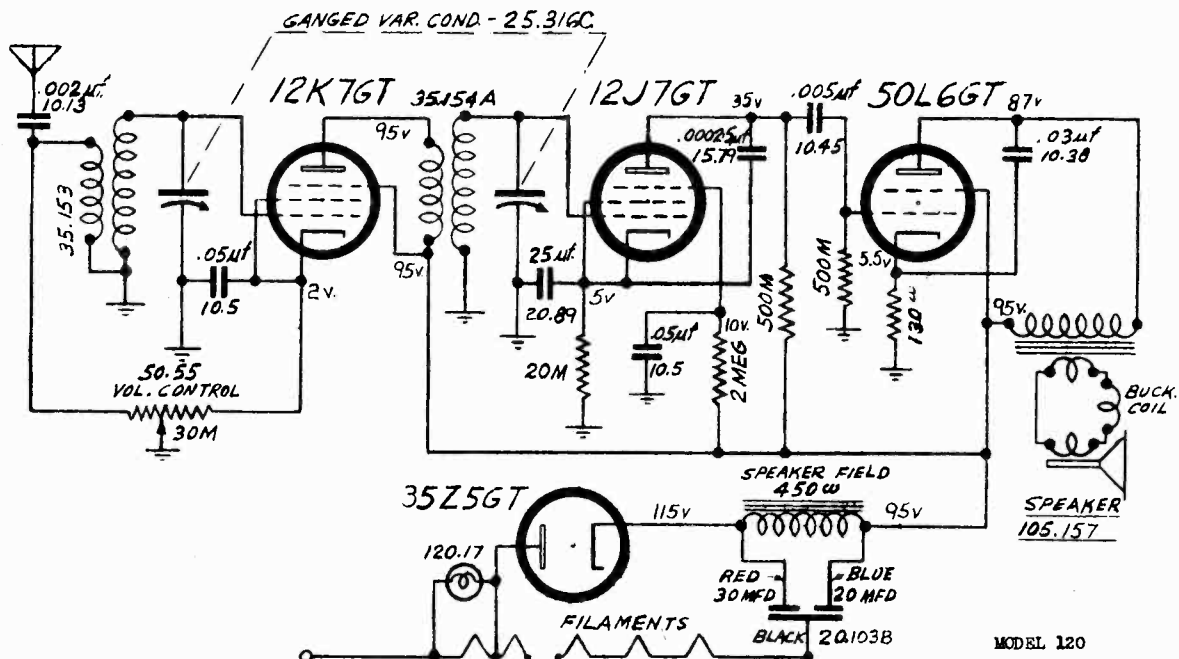 GANGED VAR. COND. - 25.316C
.002µf.
10.13
12K7GT
35.154A
12J7GT
35v
.005µf
50L6GT
87v
95v
.00025µf
15.79
10.45
.03µf
10.38
35.153
.05µf
10.5
2v.
95v
25µf.
20.89
5v
500M
500M
5.5v
130ω
95v
50.55
VOL. CONTROL
30M
20M
.05µf
10.5
10v.
2 MEG
BUCK.
COIL
35Z5GT
SPEAKER FIELD
450ω
115v
95v
SPEAKER
105.157
120.17
RED
30MFD
BLUE
20MFD
FILAMENTS
BLACK
20103B
MODEL 120